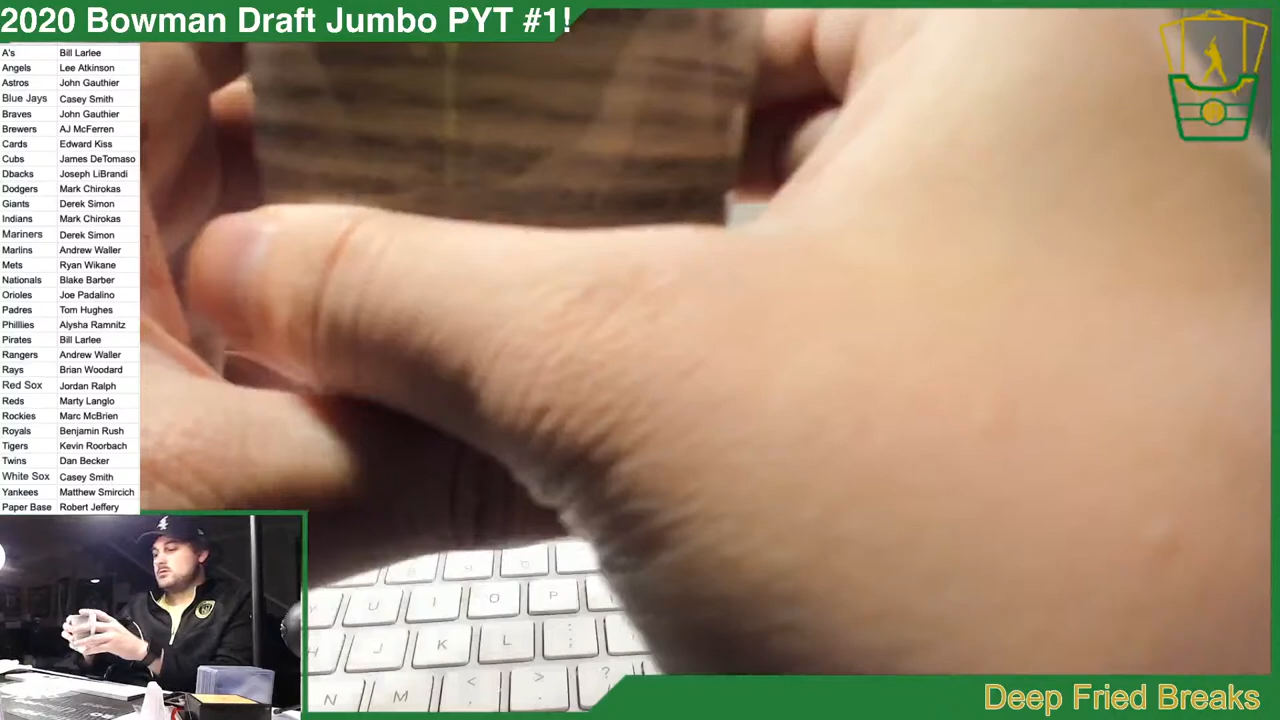 2020 Bowman Draft Jumbo PYT #1!
A's Bill Larlee
Angels Lee Atkinson
Astros John Gauthier
Blue Jays Casey Smith
Braves John Gauthier
Brewers AJ McFerren
Cards Edward Kiss
Cubs James DeTomaso
Dbacks Joseph LiBrandi
Dodgers Mark Chirokas
Giants Derek Simon
Indians Mark Chirokas
Mariners Derek Simon
Marlins Andrew Waller
Mets Ryan Wikane
Nationals Blake Barber
Orioles Joe Padalino
Padres Tom Hughes
Philllies Alysha Ramnitz
Pirates Bill Larlee
Rangers Andrew Waller
Rays Brian Woodard
Red Sox Jordan Ralph
Reds Marty Langlo
Rockies Marc McBrien
Royals Benjamin Rush
Tigers Kevin Roorbach
Twins Dan Becker
White Sox Casey Smith
Yankees Matthew Smircich
Paper Base Robert Jeffery
U I O P
H J K L ; :
N M < , > . ?
Deep Fried Breaks